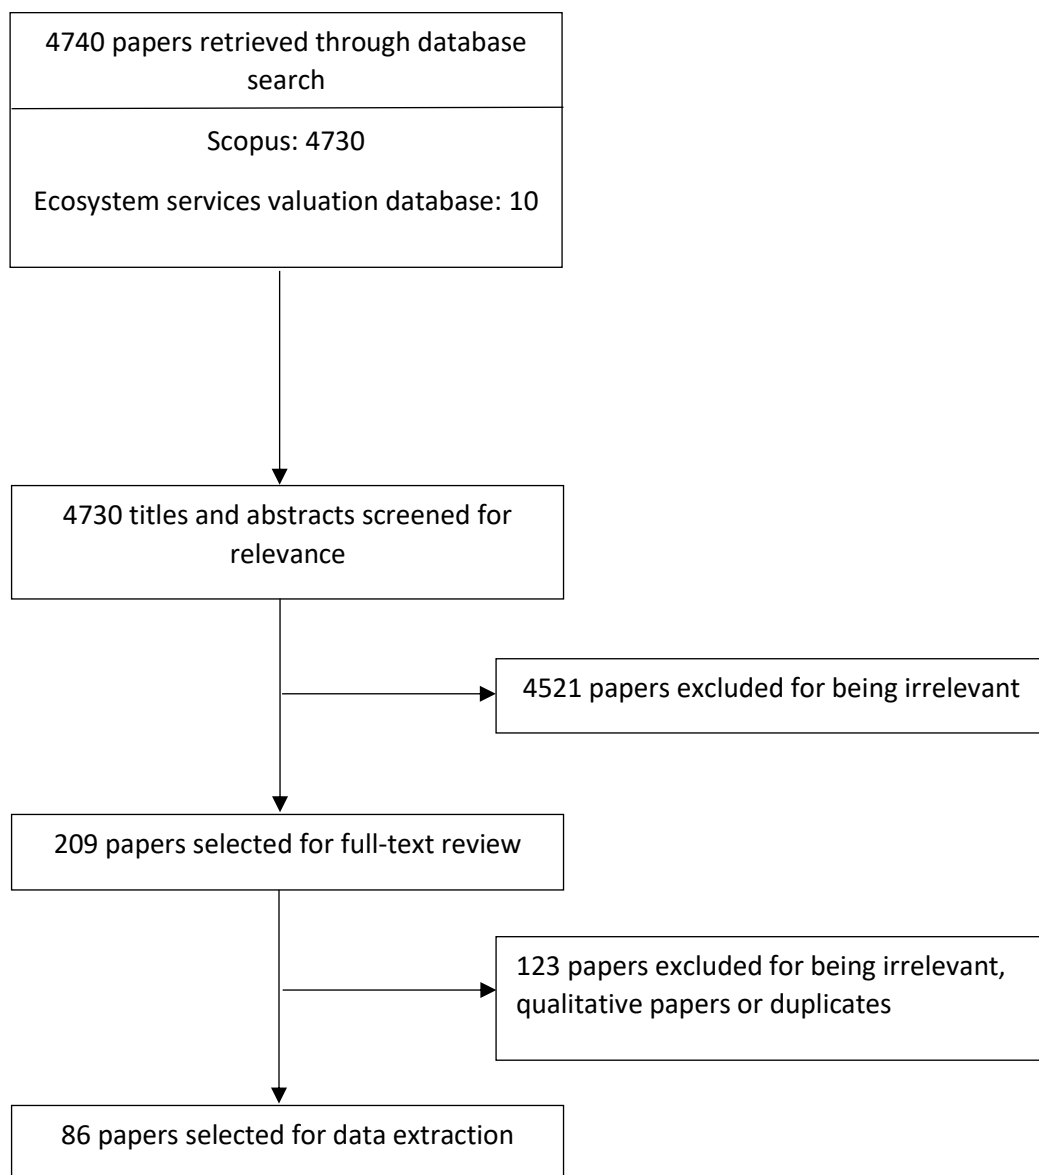 4740 papers retrieved through database
search
Scopus: 4730
Ecosystem services valuation database: 10
4730 titles and abstracts screened for
relevance
4521 papers excluded for being irrelevant
209 papers selected for full-text review
123 papers excluded for being irrelevant,
qualitative papers or duplicates
86 papers selected for data extraction